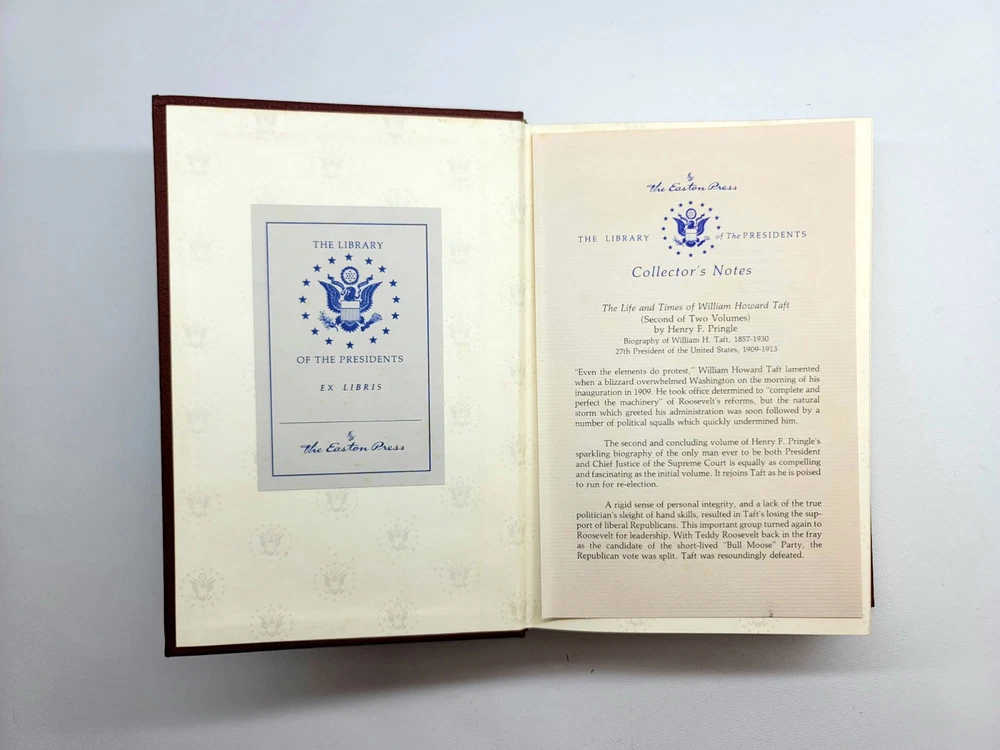 THE LIBRARY
OF THE PRESIDENTS
EX LIBRIS
The Easton Press
The Easton Press
THE LIBRARY of The PRESIDENTS
Collector's Notes
The Life and Times of William Howard Taft
(Second of Two Volumes)
by Henry F. Pringle
Biography of William H. Taft, 1857-1930
27th President of the United States, 1909-1913
"Even the elements do protest," William Howard Taft lamented
when a blizzard overwhelmed Washington on the morning of his
inauguration in 1909. He took office determined to "complete and
perfect the machinery" of Roosevelt's reforms, but the natural
storm which greeted his administration was soon followed by a
number of political squalls which quickly undermined him.
The second and concluding volume of Henry F. Pringle's
sparkling biography of the only man ever to be both President
and Chief Justice of the Supreme Court is equally as compelling
and fascinating as the initial volume. It rejoins Taft as he is poised
to run for re-election.
A rigid sense of personal integrity, and a lack of the true
politician's sleight of hand skills, resulted in Taft's losing the sup-
port of liberal Republicans. This important group turned again to
Roosevelt for leadership. With Teddy Roosevelt back in the fray
as the candidate of the short-lived "Bull Moose" Party, the
Republican vote was split. Taft was resoundingly defeated.